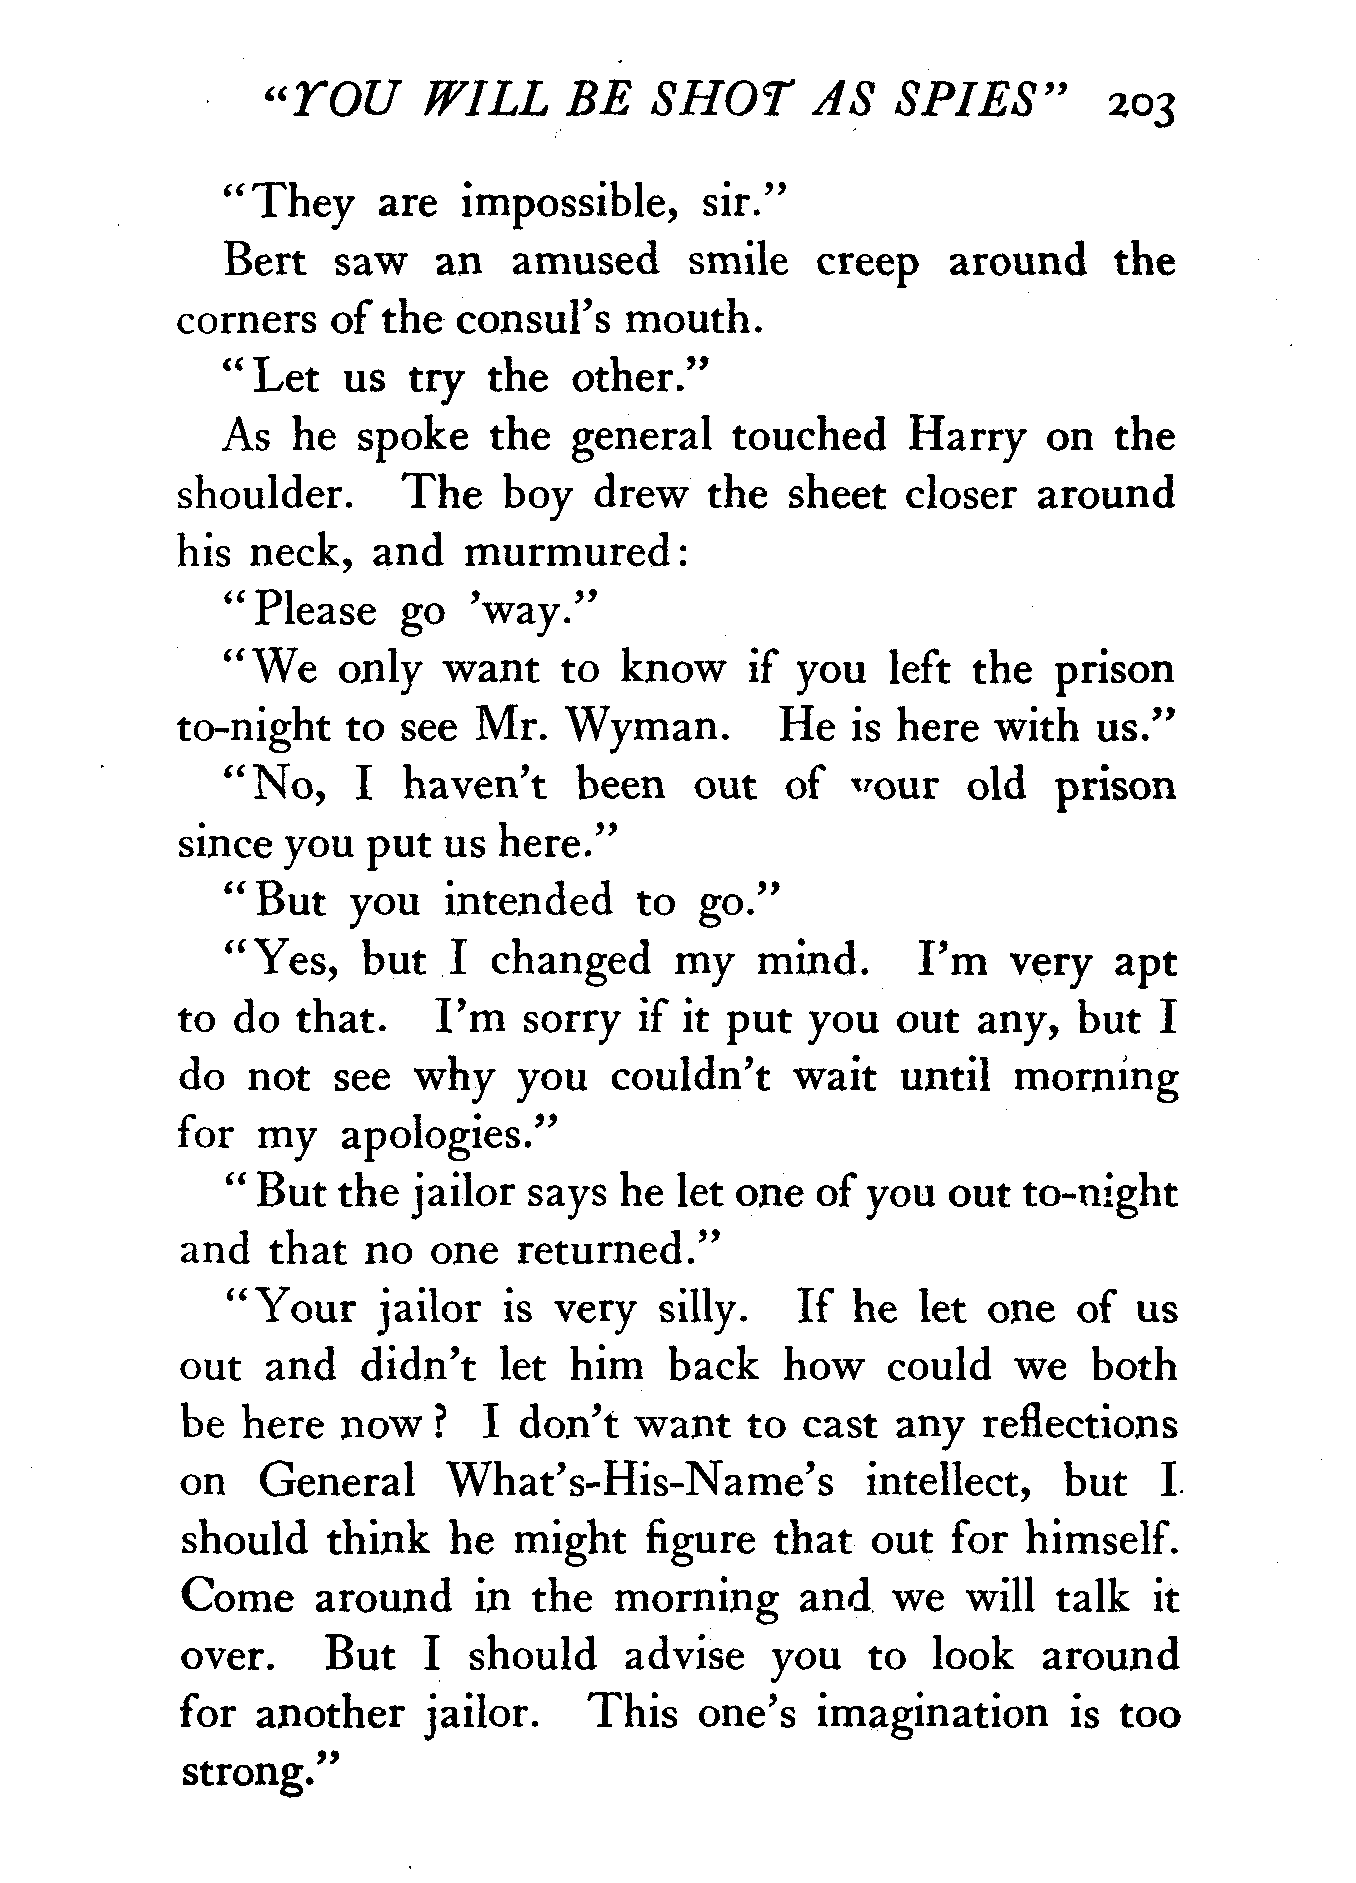 "YOU WILL BE SHOT AS SPIES" 203
"They are impossible, sir."
Bert saw an amused smile creep around the
corners of the consul's mouth.
"Let us try the other."
As he spoke the general touched Harry on the
shoulder. The boy drew the sheet closer around
his neck, and murmured:
"Please go 'way."
"We only want to know if you left the prison
to-night to see Mr. Wyman. He is here with us."
"No, I haven't been out of your old prison
since you put us here."
"But you intended to go."
"Yes, but I changed my mind. I'm very apt
to do that. I'm sorry if it put you out any, but I
do not see why you couldn't wait until morning
for my apologies."
"But the jailor says he let one of you out to-night
and that no one returned."
"Your jailor is very silly. If he let one of us
out and didn't let him back how could we both
be here now? I don't want to cast any reflections
on General What's-His-Name's intellect, but I
should think he might figure that out for himself.
Come around in the morning and we will talk it
over. But I should advise you to look around
for another jailor. This one's imagination is too
strong."